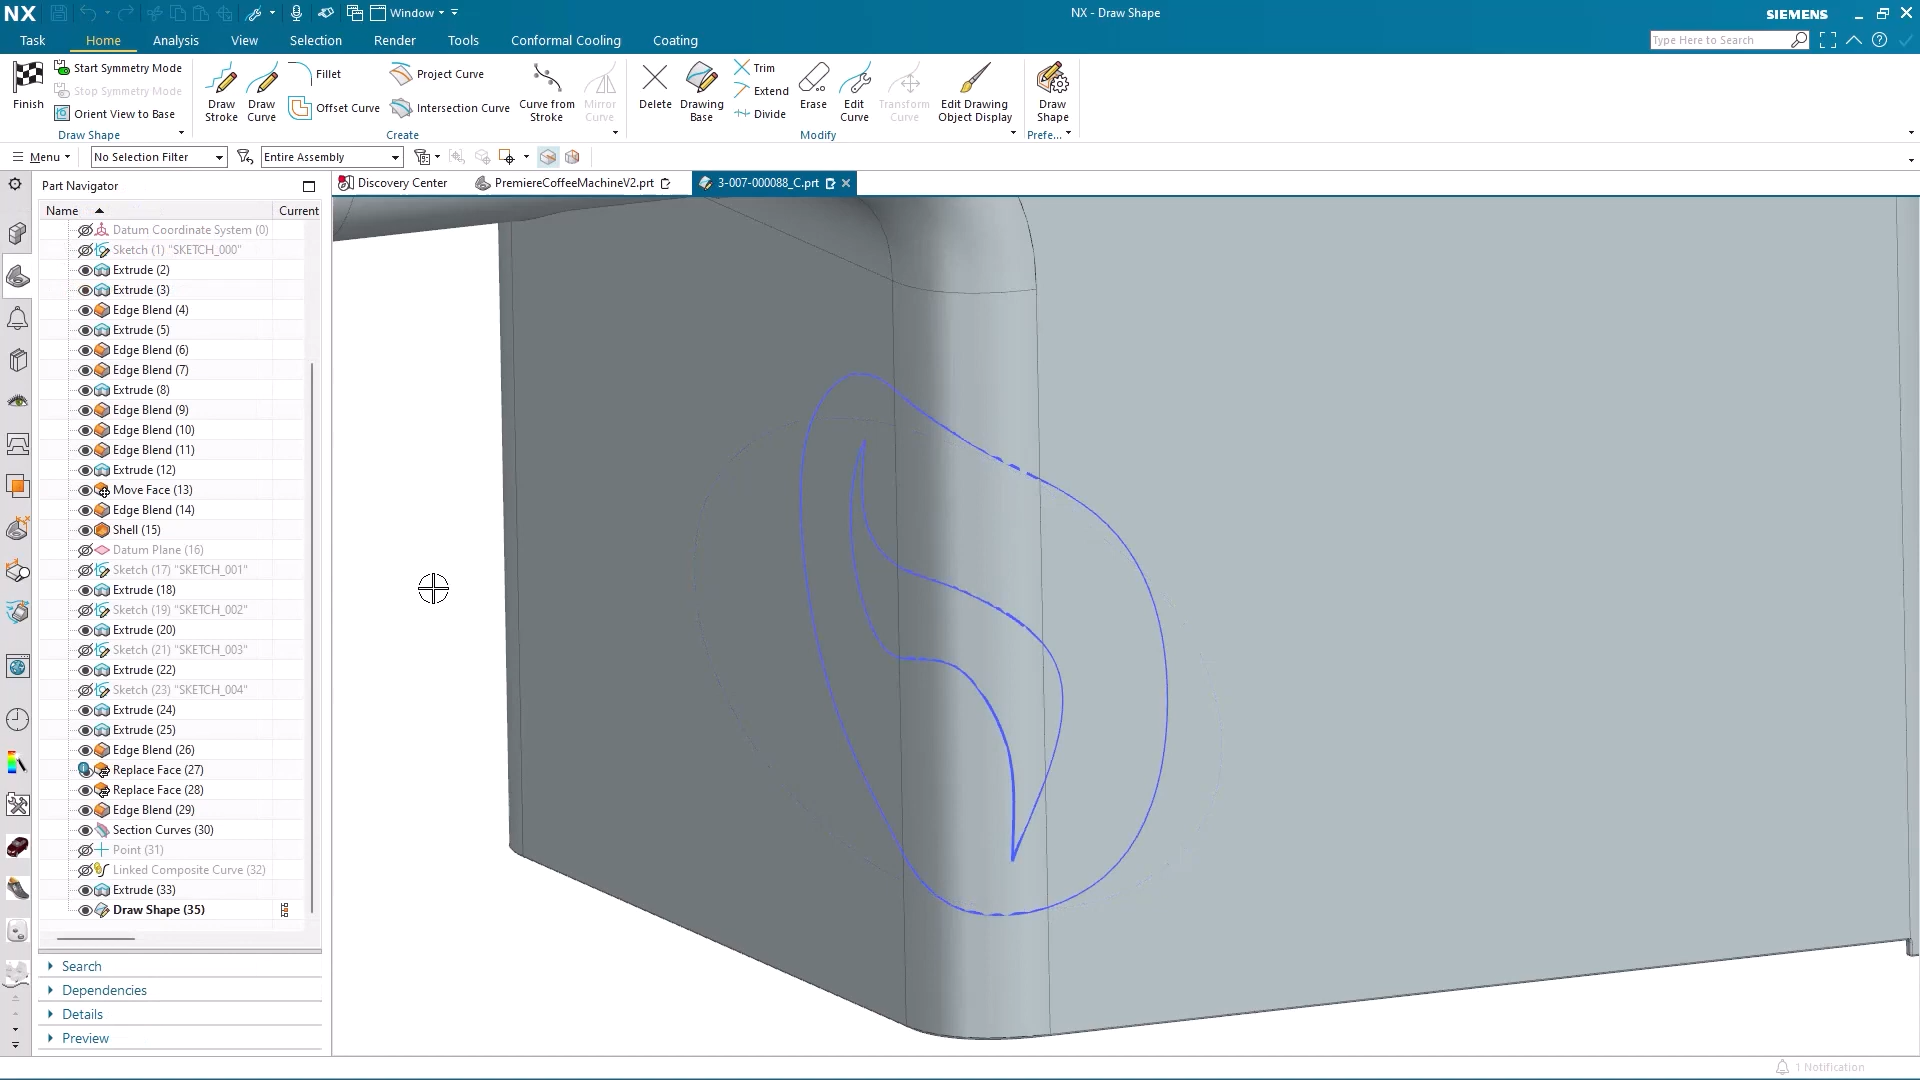 NX
Window
NX - Draw Shape
SIEMENS
Task
Home
Analysis
View
Selection
Render
Tools
Conformal Cooling
Coating
Type Here to Search
Finish
Start Symmetry Mode
Stop Symmetry Mode
Orient View to Base
Draw Shape
Draw Stroke
Draw Curve
Fillet
Offset Curve
Project Curve
Intersection Curve
Curve from Stroke
Mirror Curve
Create
Delete
Drawing Base
Trim
Extend
Divide
Erase
Edit Curve
Transform Curve
Edit Drawing Object Display
Modify
Draw Shape
Prefe...
Menu
No Selection Filter
Entire Assembly
Part Navigator
Discovery Center
PremiereCoffeeMachineV2.prt
3-007-000088_C.prt
Name
Current
Datum Coordinate System (0)
Sketch (1) "SKETCH_000"
Extrude (2)
Extrude (3)
Edge Blend (4)
Extrude (5)
Edge Blend (6)
Edge Blend (7)
Extrude (8)
Edge Blend (9)
Edge Blend (10)
Edge Blend (11)
Extrude (12)
Move Face (13)
Edge Blend (14)
Shell (15)
Datum Plane (16)
Sketch (17) "SKETCH_001"
Extrude (18)
Sketch (19) "SKETCH_002"
Extrude (20)
Sketch (21) "SKETCH_003"
Extrude (22)
Sketch (23) "SKETCH_004"
Extrude (24)
Extrude (25)
Edge Blend (26)
Replace Face (27)
Replace Face (28)
Edge Blend (29)
Section Curves (30)
Point (31)
Linked Composite Curve (32)
Extrude (33)
Draw Shape (35)
Search
Dependencies
Details
Preview
1 Notification